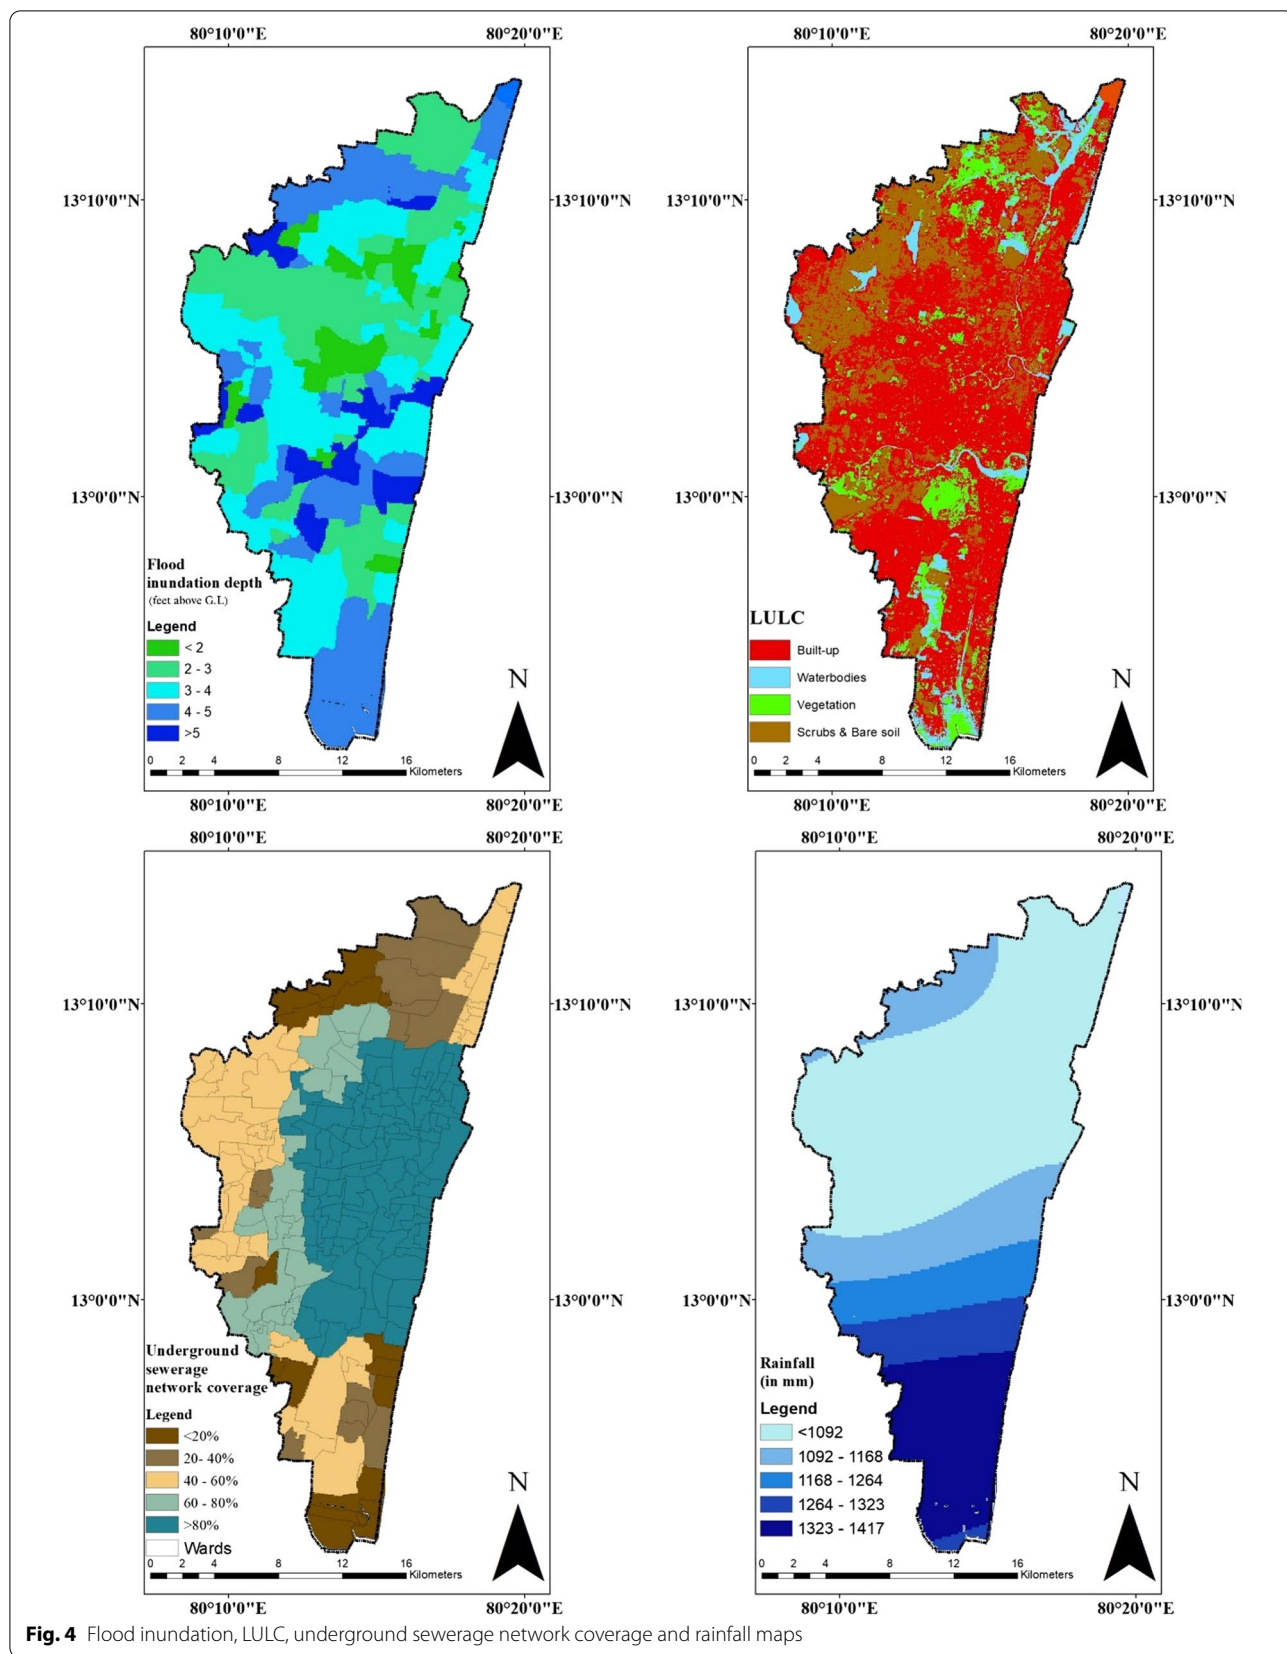 80°10'0"E 80°20'0"E
13°10'0"N 13°10'0"N
13°0'0"N 13°0'0"N
Flood
inundation depth
(feet above G.L)
Legend
< 2
2 - 3
3 - 4
4 - 5
>5
N
0 2 4 8 12 16
Kilometers
80°10'0"E 80°20'0"E
80°10'0"E 80°20'0"E
13°10'0"N 13°10'0"N
13°0'0"N 13°0'0"N
LULC
Built-up
Waterbodies
Vegetation
Scrubs & Bare soil
N
0 2 4 8 12 16
Kilometers
80°10'0"E 80°20'0"E
80°10'0"E 80°20'0"E
13°10'0"N 13°10'0"N
13°0'0"N 13°0'0"N
Underground
sewerage
network coverage
Legend
<20%
20- 40%
40 - 60%
60 - 80%
>80%
Wards
N
0 2 4 8 12 16
Kilometers
80°10'0"E 80°20'0"E
80°10'0"E 80°20'0"E
13°10'0"N 13°10'0"N
13°0'0"N 13°0'0"N
Rainfall
(in mm)
Legend
<1092
1092 - 1168
1168 - 1264
1264 - 1323
1323 - 1417
N
0 2 4 8 12 16
Kilometers
80°10'0"E 80°20'0"E
Fig. 4 Flood inundation, LULC, underground sewerage network coverage and rainfall maps